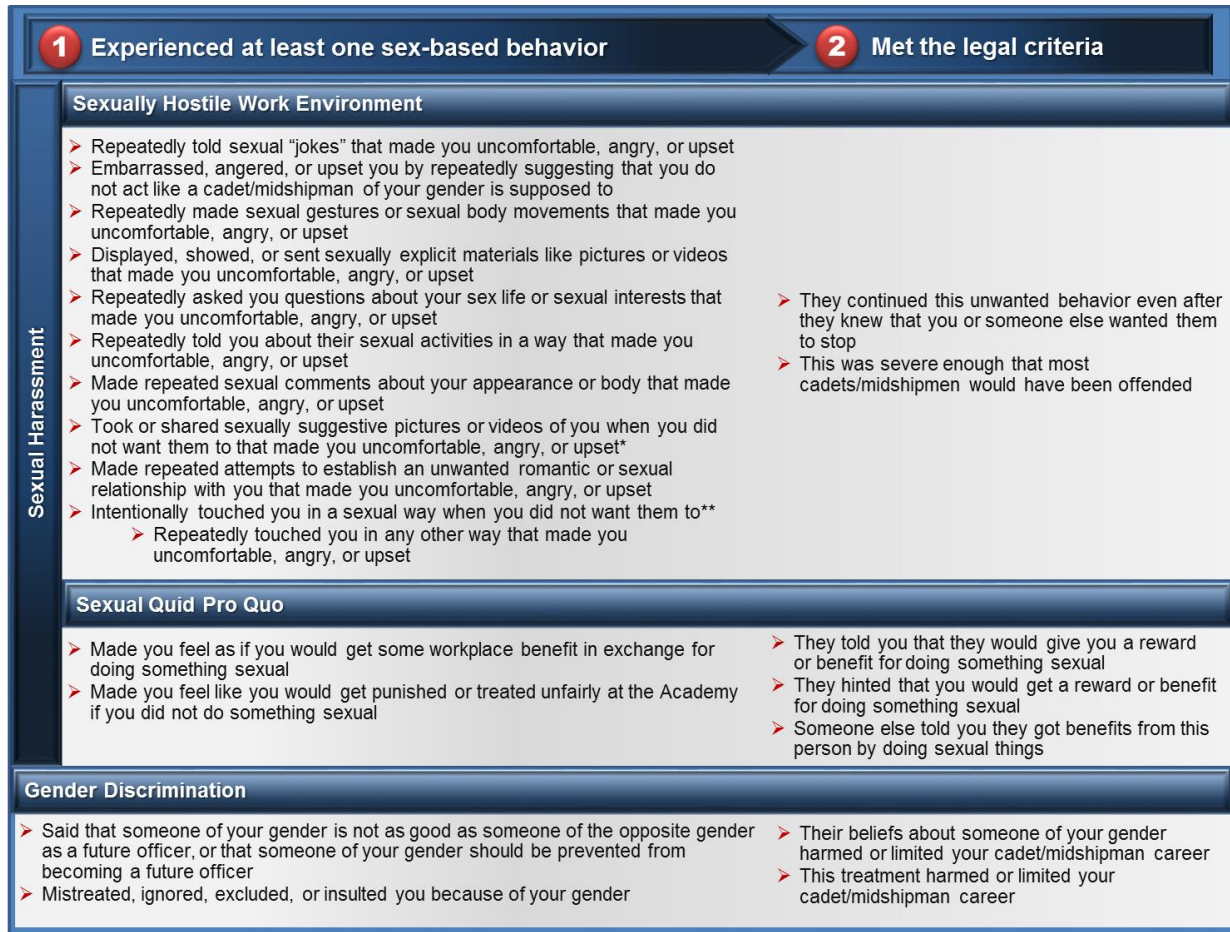 1 Experienced at least one sex-based behavior
2 Met the legal criteria
Sexual Harassment
Sexually Hostile Work Environment
➤ Repeatedly told sexual “jokes” that made you uncomfortable, angry, or upset
➤ Embarrassed, angered, or upset you by repeatedly suggesting that you do
not act like a cadet/midshipman of your gender is supposed to
➤ Repeatedly made sexual gestures or sexual body movements that made you
uncomfortable, angry, or upset
➤ Displayed, showed, or sent sexually explicit materials like pictures or videos
that made you uncomfortable, angry, or upset
➤ Repeatedly asked you questions about your sex life or sexual interests that
made you uncomfortable, angry, or upset
➤ Repeatedly told you about their sexual activities in a way that made you
uncomfortable, angry, or upset
➤ Made repeated sexual comments about your appearance or body that made
you uncomfortable, angry, or upset
➤ Took or shared sexually suggestive pictures or videos of you when you did
not want them to that made you uncomfortable, angry, or upset*
➤ Made repeated attempts to establish an unwanted romantic or sexual
relationship with you that made you uncomfortable, angry, or upset
➤ Intentionally touched you in a sexual way when you did not want them to**
➤ Repeatedly touched you in any other way that made you
uncomfortable, angry, or upset
➤ They continued this unwanted behavior even after
they knew that you or someone else wanted them
to stop
➤ This was severe enough that most
cadets/midshipmen would have been offended
Sexual Quid Pro Quo
➤ Made you feel as if you would get some workplace benefit in exchange for
doing something sexual
➤ Made you feel like you would get punished or treated unfairly at the Academy
if you did not do something sexual
➤ They told you that they would give you a reward
or benefit for doing something sexual
➤ They hinted that you would get a reward or benefit
for doing something sexual
➤ Someone else told you they got benefits from this
person by doing sexual things
Gender Discrimination
➤ Said that someone of your gender is not as good as someone of the opposite gender
as a future officer, or that someone of your gender should be prevented from
becoming a future officer
➤ Mistreated, ignored, excluded, or insulted you because of your gender
➤ Their beliefs about someone of your gender
harmed or limited your cadet/midshipman career
➤ This treatment harmed or limited your
cadet/midshipman career